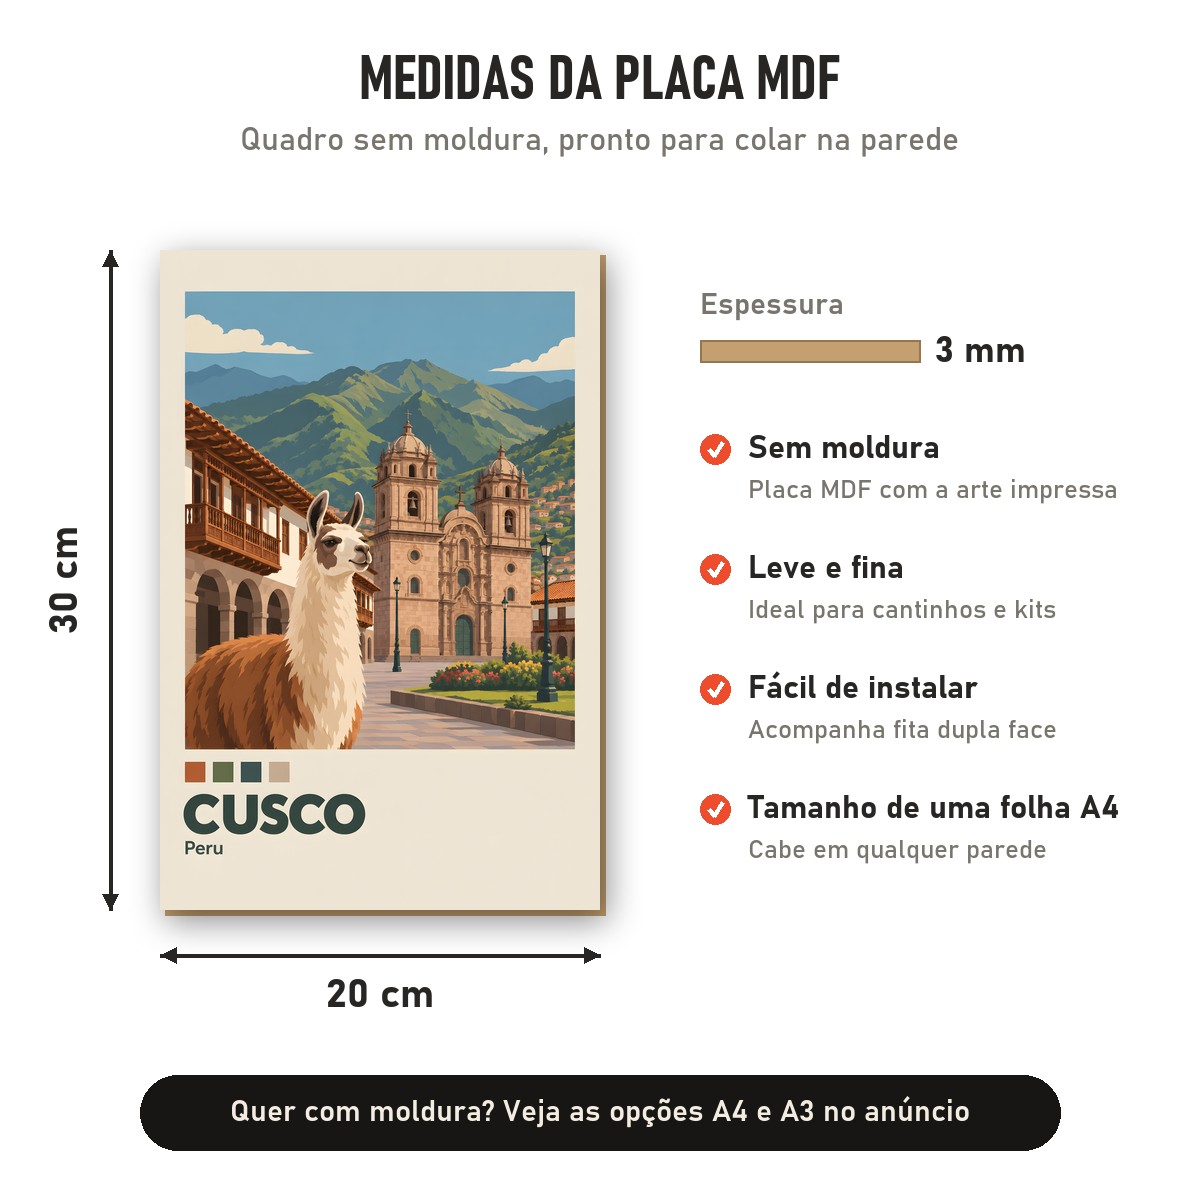 MEDIDAS DA PLACA MDF
Quadro sem moldura, pronto para colar na parede
30 cm
CUSCO
Peru
20 cm
Espessura
3 mm
Sem moldura
Placa MDF com a arte impressa
Leve e fina
Ideal para cantinhos e kits
Fácil de instalar
Acompanha fita dupla face
Tamanho de uma folha A4
Cabe em qualquer parede
Quer com moldura? Veja as opções A4 e A3 no anúncio